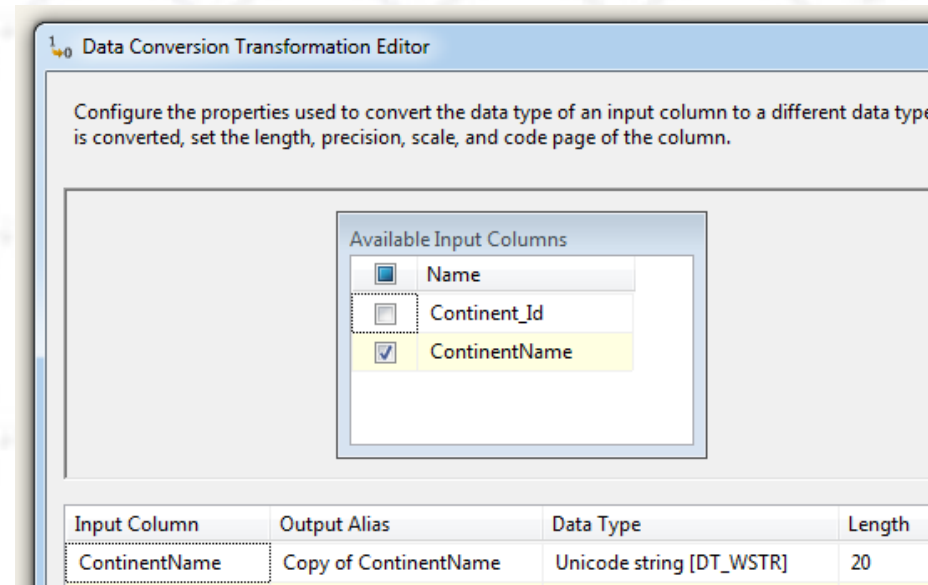 Data Conversion Transformation Editor
Configure the properties used to convert the data type of an input column to a different data type
is converted, set the length, precision, scale, and code page of the column.
Available Input Columns
Name
Continent_Id
ContinentName
Input Column Output Alias Data Type Length
ContinentName Copy of ContinentName Unicode string [DT_WSTR] 20